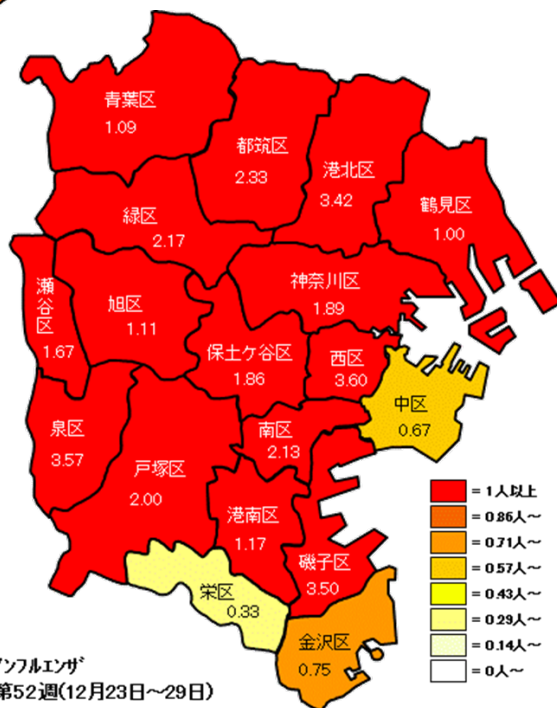 青葉区
1.09
都筑区
2.33
港北区
3.42
鶴見区
1.00
緑区
2.17
瀬谷区
1.67
旭区
1.11
神奈川区
1.89
保土ケ谷区
1.86
西区
3.60
中区
0.67
泉区
3.57
戸塚区
2.00
南区
2.13
港南区
1.17
磯子区
3.50
栄区
0.33
金沢区
0.75
= 1人以上
= 0.86人～
= 0.71人～
= 0.57人～
= 0.43人～
= 0.29人～
= 0.14人～
= 0人～
インフルエンザ
第52週(12月23日～29日)